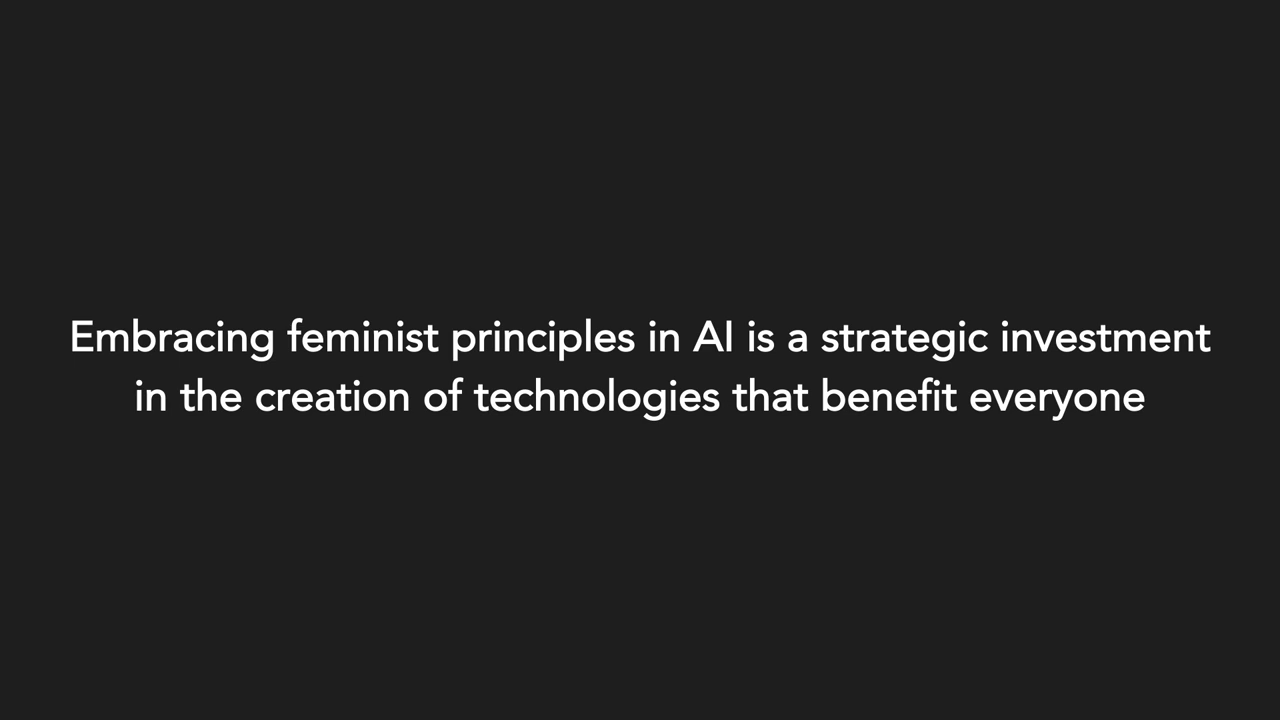 Embracing feminist principles in AI is a strategic investment
in the creation of technologies that benefit everyone